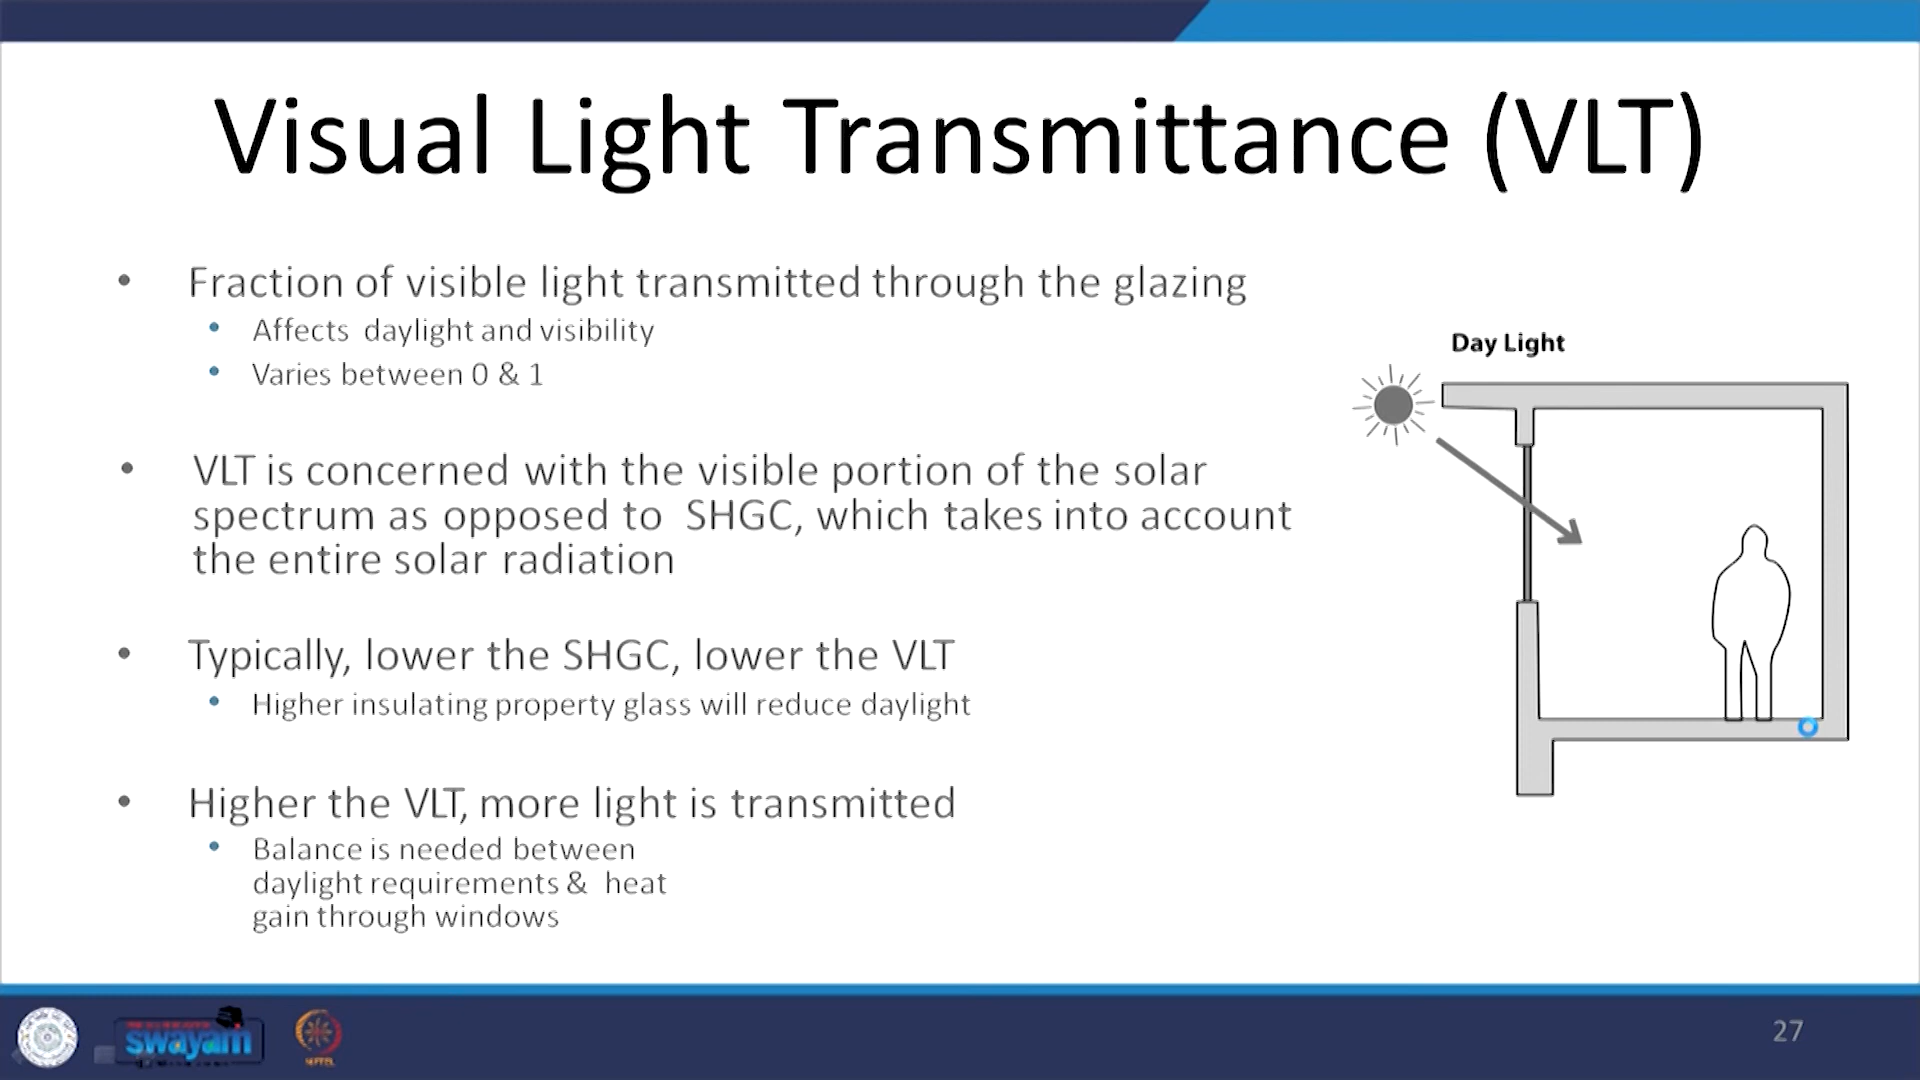 Visual Light Transmittance (VLT)
• Fraction of visible light transmitted through the glazing
• Affects daylight and visibility
• Varies between 0 & 1
• VLT is concerned with the visible portion of the solar
spectrum as opposed to SHGC, which takes into account
the entire solar radiation
• Typically, lower the SHGC, lower the VLT
• Higher insulating property glass will reduce daylight
• Higher the VLT, more light is transmitted
• Balance is needed between
daylight requirements & heat
gain through windows
Day Light
swayam
27